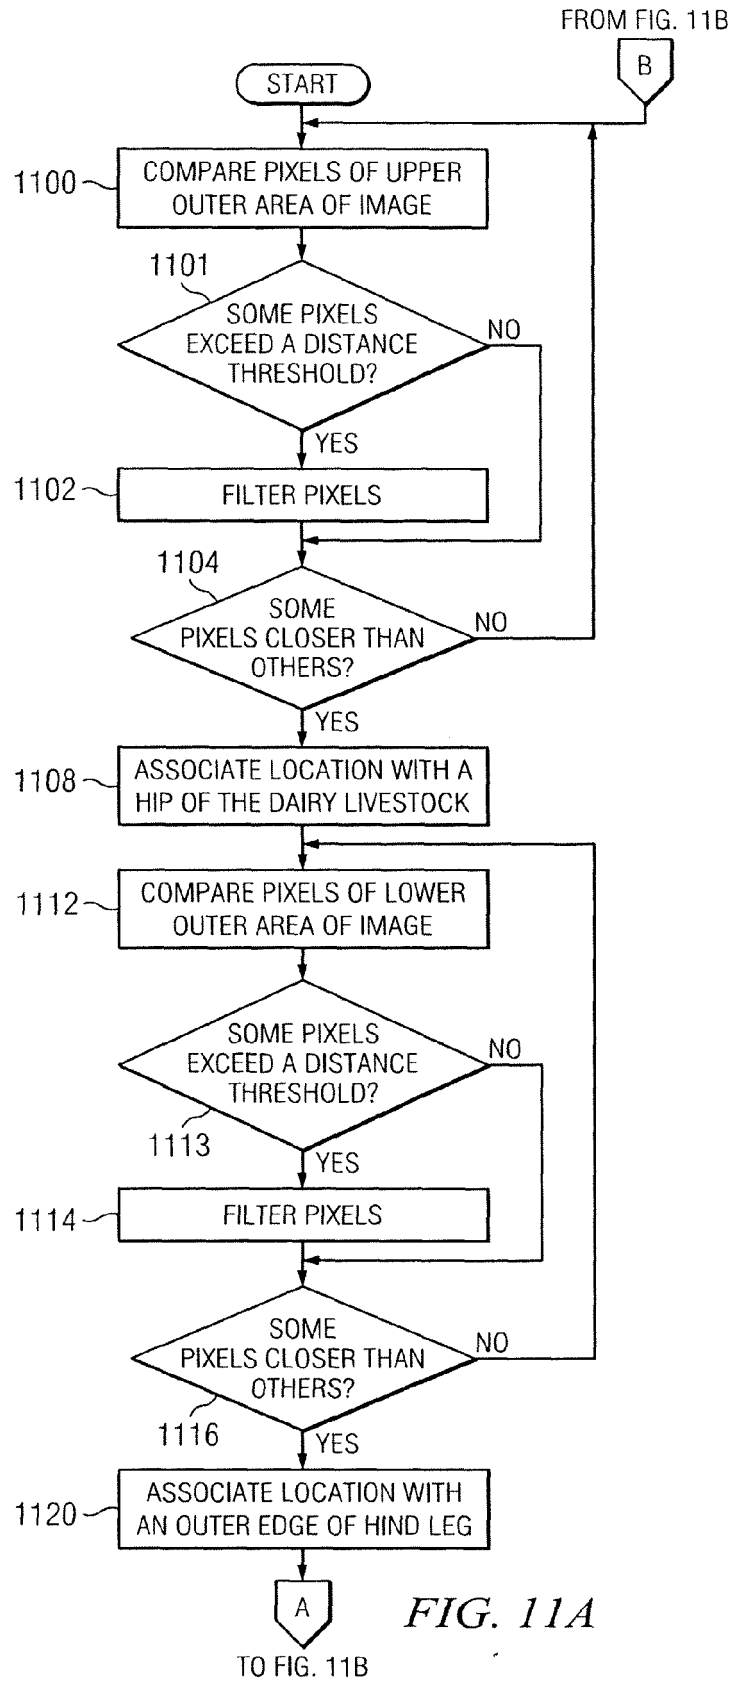 FROM FIG. 11B
B
START
1100
COMPARE PIXELS OF UPPER
OUTER AREA OF IMAGE
1101
SOME PIXELS
EXCEED A DISTANCE
THRESHOLD?
NO
YES
1102
FILTER PIXELS
1104
SOME
PIXELS CLOSER THAN
OTHERS?
NO
YES
1108
ASSOCIATE LOCATION WITH A
HIP OF THE DAIRY LIVESTOCK
1112
COMPARE PIXELS OF LOWER
OUTER AREA OF IMAGE
SOME PIXELS
EXCEED A DISTANCE
THRESHOLD?
NO
1113
YES
1114
FILTER PIXELS
SOME
PIXELS CLOSER THAN
OTHERS?
NO
1116
YES
1120
ASSOCIATE LOCATION WITH
AN OUTER EDGE OF HIND LEG
A
FIG. 11A
TO FIG. 11B